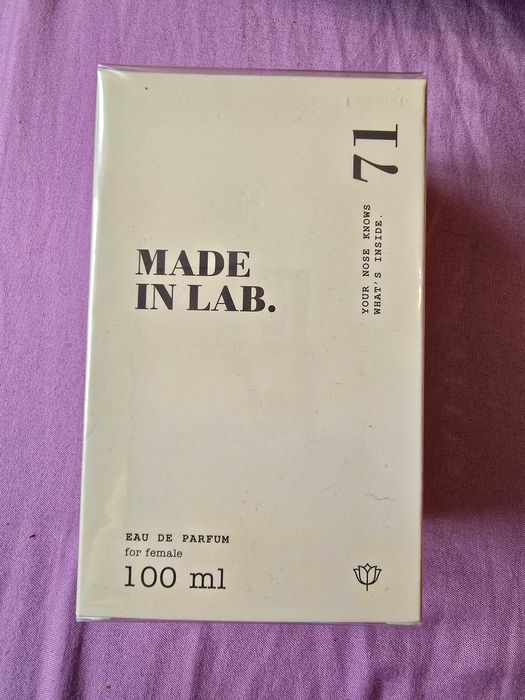 71
YOUR NOSE KNOWS
WHAT'S INSIDE.
MADE
IN LAB.
EAU DE PARFUM
for female
100 ml